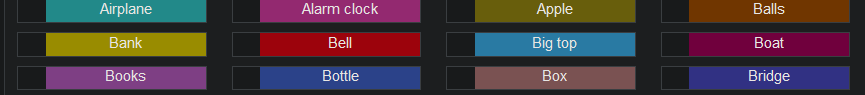 Airplane Alarm clock Apple Balls
Bank Bell Big top Boat
Books Bottle Box Bridge